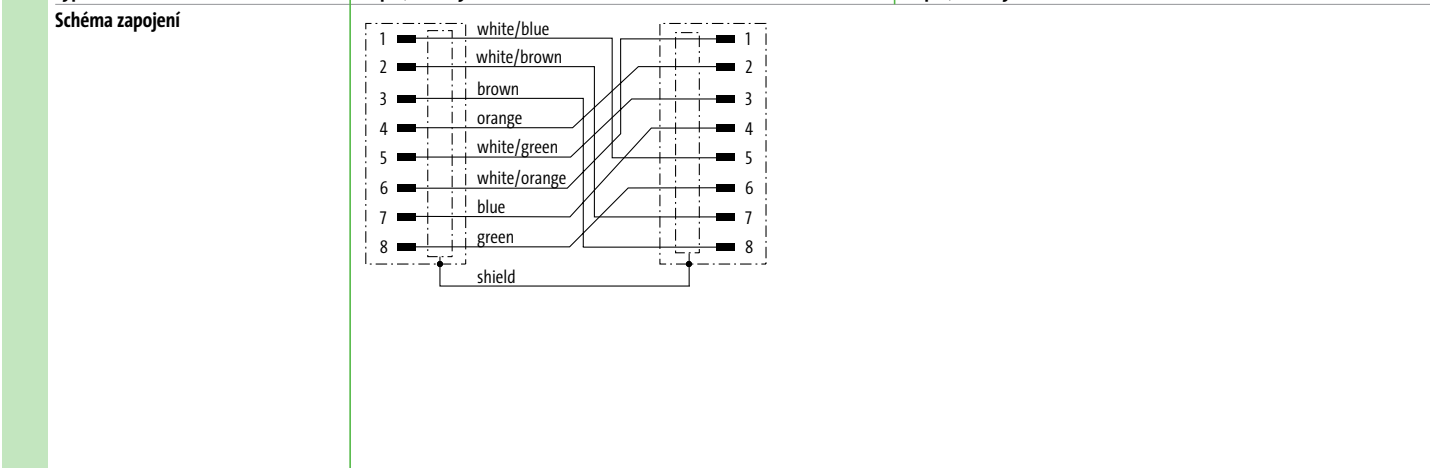 Schéma zapojení
1 white/blue 1
2 white/brown 2
3 brown 3
4 orange 4
5 white/green 5
6 white/orange 6
7 blue 7
8 green 8
shield